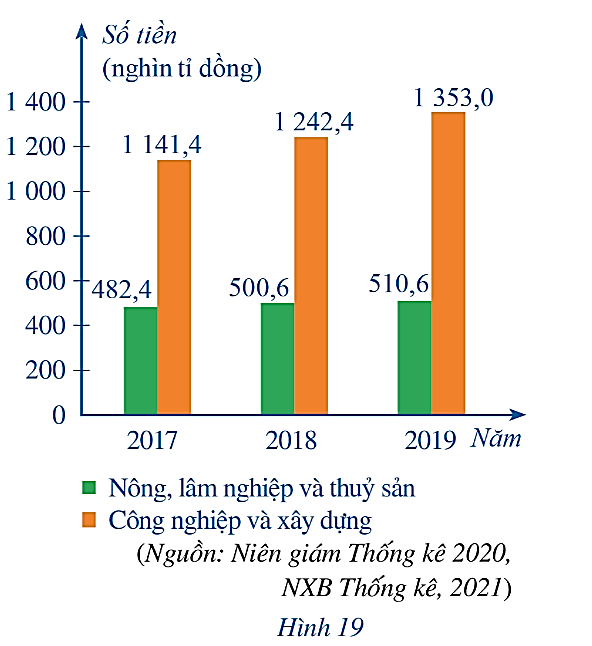 Số tiền
(nghìn tỉ dồng)
1 400
1 200
1 000
800
600
400
200
0
482,4
1 141,4
500,6
1 242,4
510,6
1 353,0
2017
2018
2019
Năm
Nông, lâm nghiệp và thuỷ sản
Công nghiệp và xây dựng
(Nguồn: Niên giám Thống kê 2020,
NXB Thống kê, 2021)
Hình 19